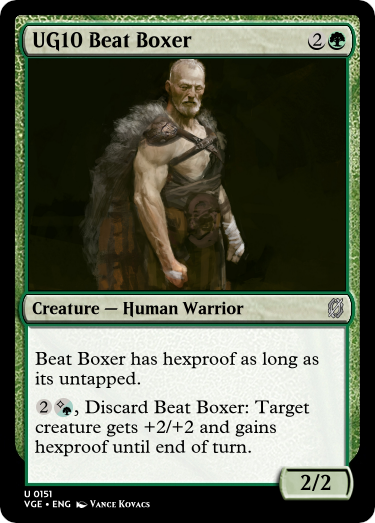 UG10 Beat Boxer 2
Creature — Human Warrior
Beat Boxer has hexproof as long as
its untapped.
2 , Discard Beat Boxer: Target
creature gets +2/+2 and gains
hexproof until end of turn.
2/2
U 0151
VGE • ENG Vance Kovacs